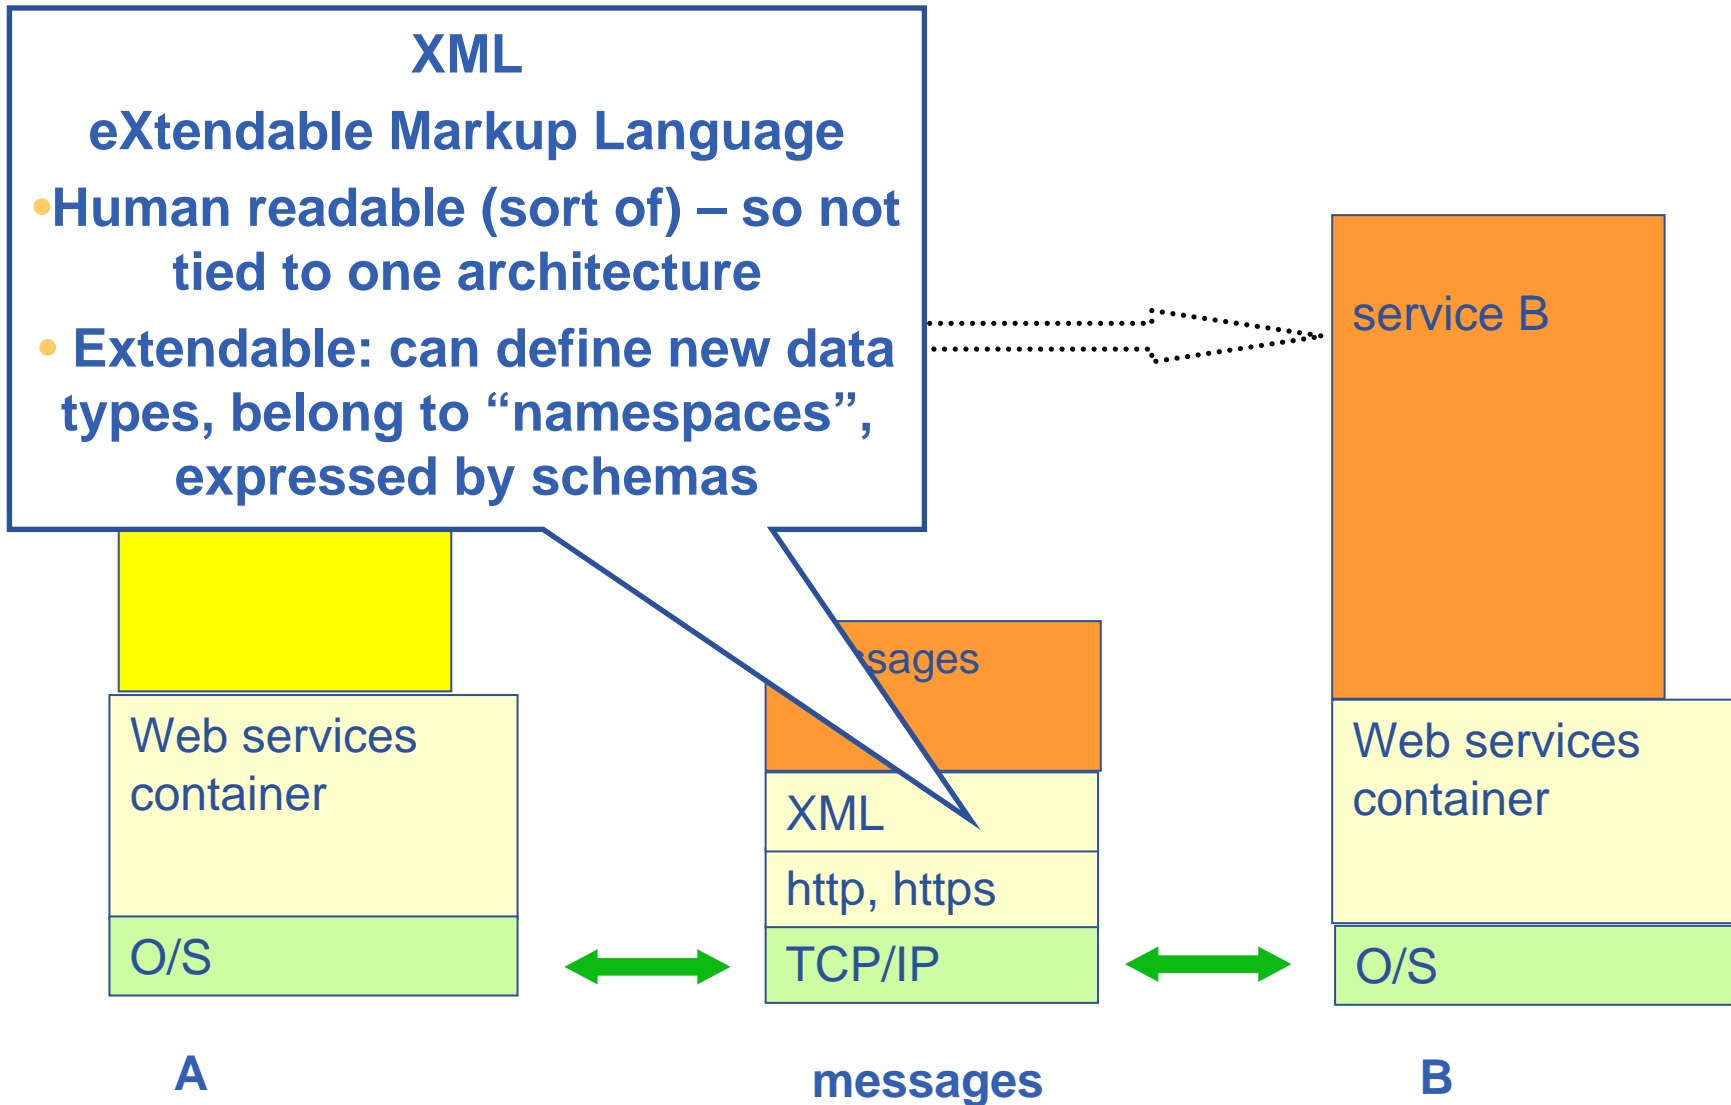 XML
eXtendable Markup Language
•Human readable (sort of) – so not
tied to one architecture
• Extendable: can define new data
types, belong to “namespaces”,
expressed by schemas
service B
ssages
Web services
container
Web services
container
XML
http, https
O/S
TCP/IP
O/S
A
messages
B